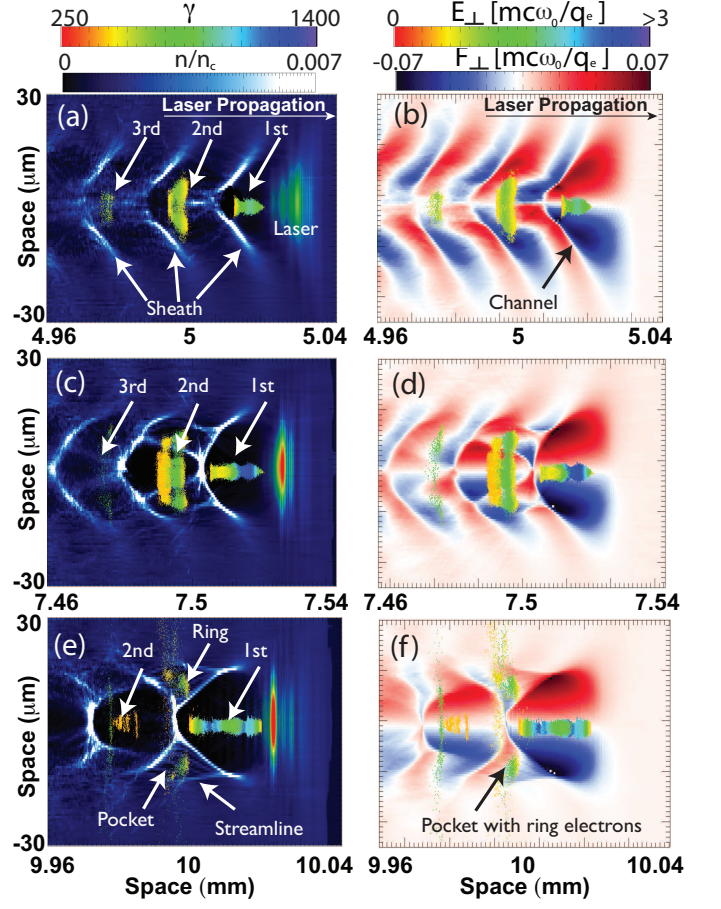 γ
250 1400
n/n_c
0 0.007
E⊥ [mcω₀/qₑ]
0 >3
F⊥ [mcω₀/qₑ]
-0.07 0.07
30
Space (μm)
-30
(a)
Laser Propagation
3rd 2nd 1st
Laser
Sheath
4.96 5 5.04
(b)
Laser Propagation
Channel
4.96 5 5.04
30
Space (μm)
-30
(c)
3rd 2nd 1st
7.46 7.5 7.54
(d)
7.46 7.5 7.54
30
Space (μm)
-30
(e)
Ring
2nd 1st
Pocket
Streamline
9.96 10 10.04
Space (mm)
(f)
Pocket with ring electrons
9.96 10 10.04
Space (mm)